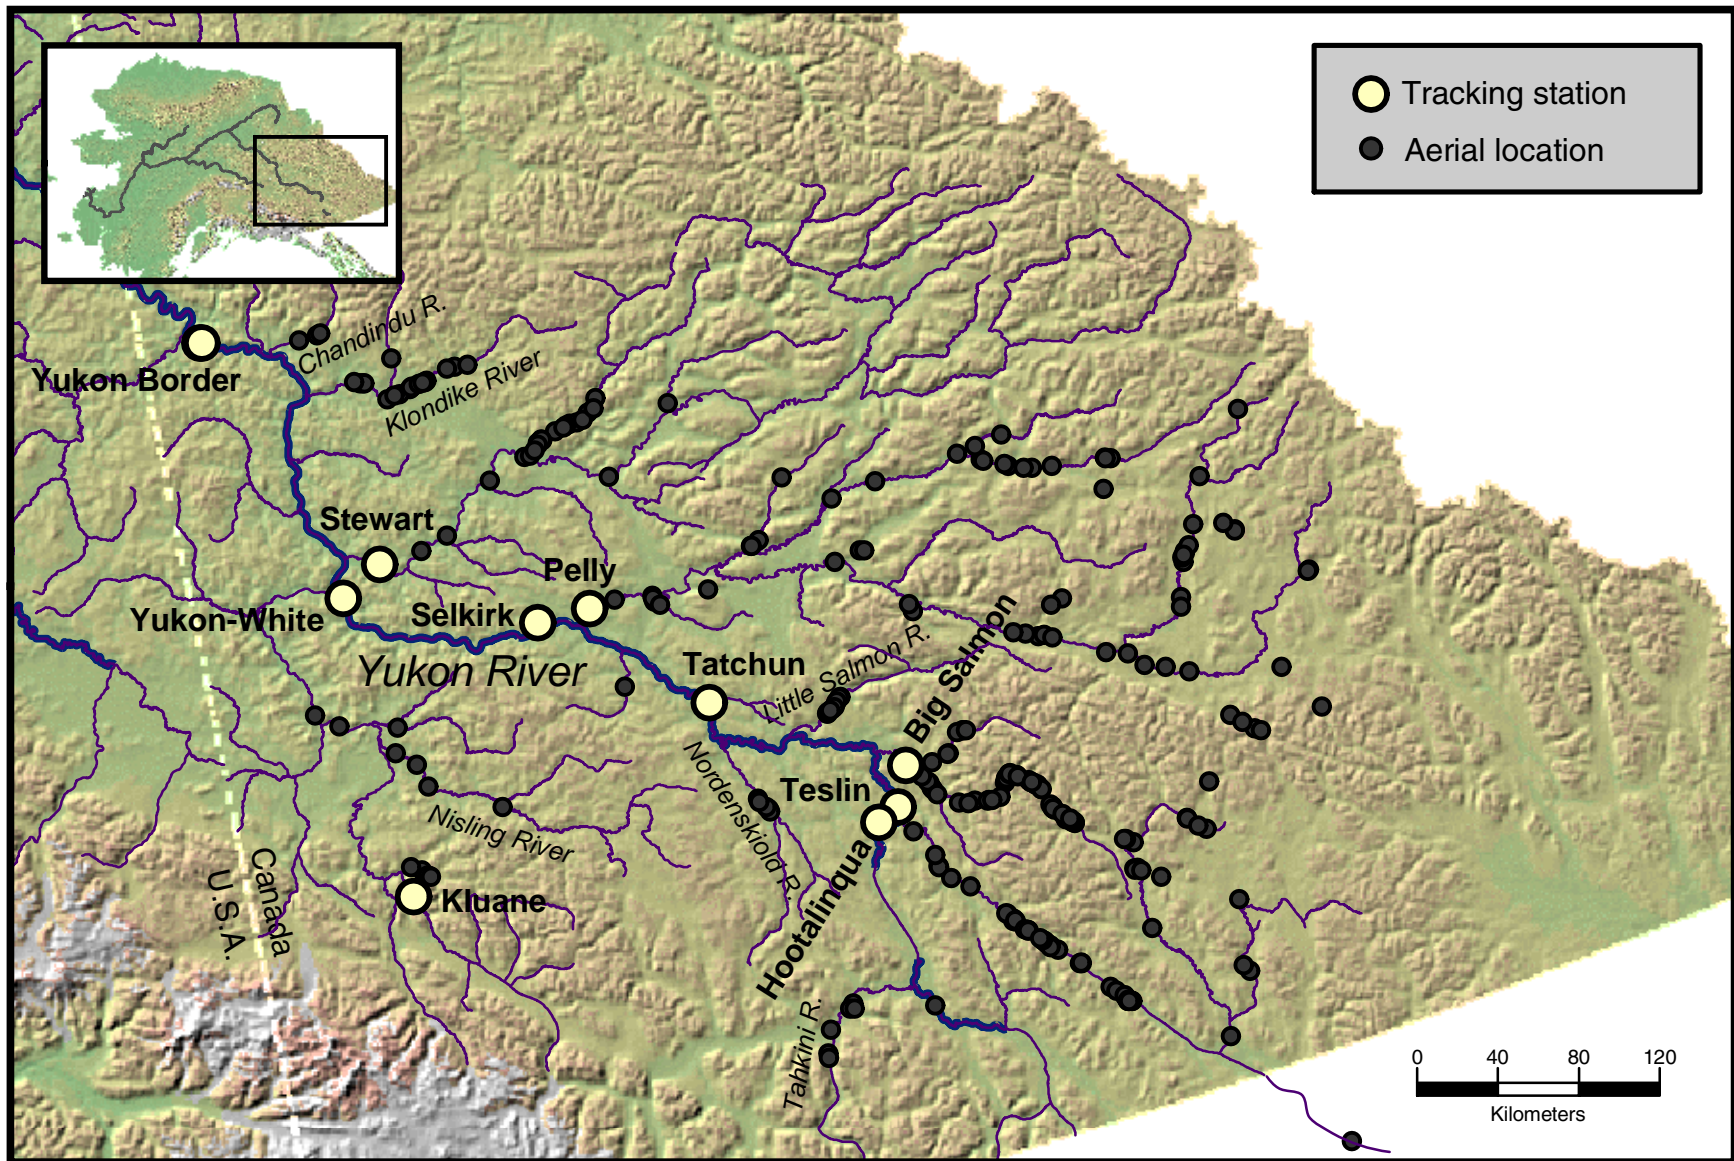 Tracking station
Aerial location
Chandindu R.
Yukon Border
Klondike River
Stewart
Pelly
Yukon-White
Selkirk
Yukon River
Tatchun
Little Salmon R.
Big Salmon
Teslin
Nordenskiold R.
Nisling River
Hootalinqua
Canada
U.S.A.
Kluane
Tahkini R.
0 40 80 120
Kilometers